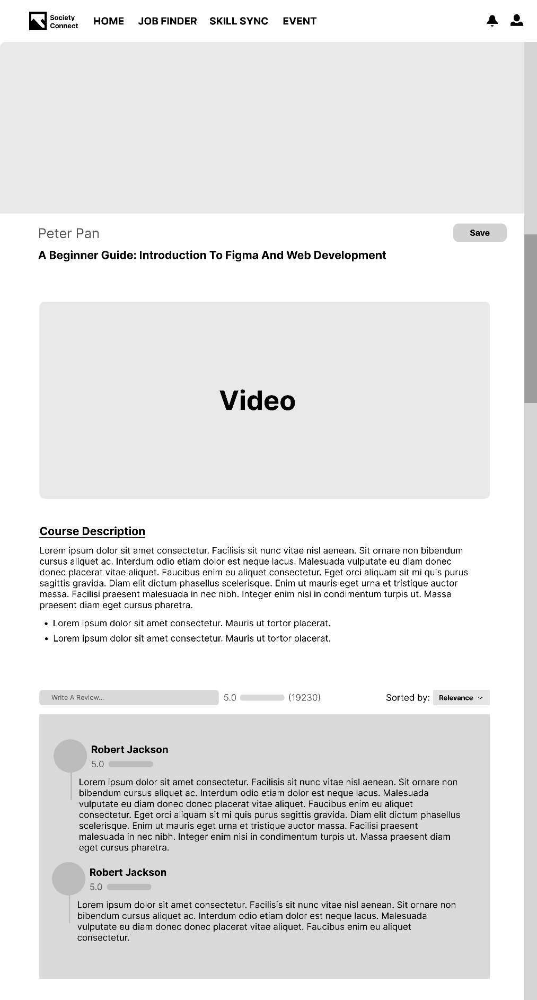 Society
Connect
HOME JOB FINDER SKILL SYNC EVENT
Peter Pan
Save
A Beginner Guide: Introduction To Figma And Web Development
Video
Course Description
Lorem ipsum dolor sit amet consectetur. Facilisis sit nunc vitae nisl aenean. Sit ornare non bibendum
cursus aliquet ac. Interdum odio etiam dolor est neque lacus. Malesuada vulputate eu diam donec
donec placerat vitae aliquet. Faucibus enim eu aliquet consectetur. Eget orci aliquam sit mi quis purus
sagittis gravida. Diam elit dictum phasellus scelerisque. Enim ut mauris eget urna et tristique auctor
massa. Facilisi praesent malesuada in nec nibh. Integer enim nisi in condimentum turpis ut. Massa
praesent diam eget cursus pharetra.
• Lorem ipsum dolor sit amet consectetur. Mauris ut tortor placerat.
• Lorem ipsum dolor sit amet consectetur. Mauris ut tortor placerat.
Write A Review... 5.0 (19230) Sorted by: Relevance
Robert Jackson
5.0
Lorem ipsum dolor sit amet consectetur. Facilisis sit nunc vitae nisl aenean. Sit ornare non
bibendum cursus aliquet ac. Interdum odio etiam dolor est neque lacus. Malesuada
vulputate eu diam donec donec placerat vitae aliquet. Faucibus enim eu aliquet
consectetur. Eget orci aliquam sit mi quis purus sagittis gravida. Diam elit dictum phasellus
scelerisque. Enim ut mauris eget urna et tristique auctor massa. Facilisi praesent
malesuada in nec nibh. Integer enim nisi in condimentum turpis ut. Massa praesent diam
eget cursus pharetra.
Robert Jackson
5.0
Lorem ipsum dolor sit amet consectetur. Facilisis sit nunc vitae nisl aenean. Sit ornare non
bibendum cursus aliquet ac. Interdum odio etiam dolor est neque lacus. Malesuada
vulputate eu diam donec donec placerat vitae aliquet. Faucibus enim eu aliquet
consectetur.